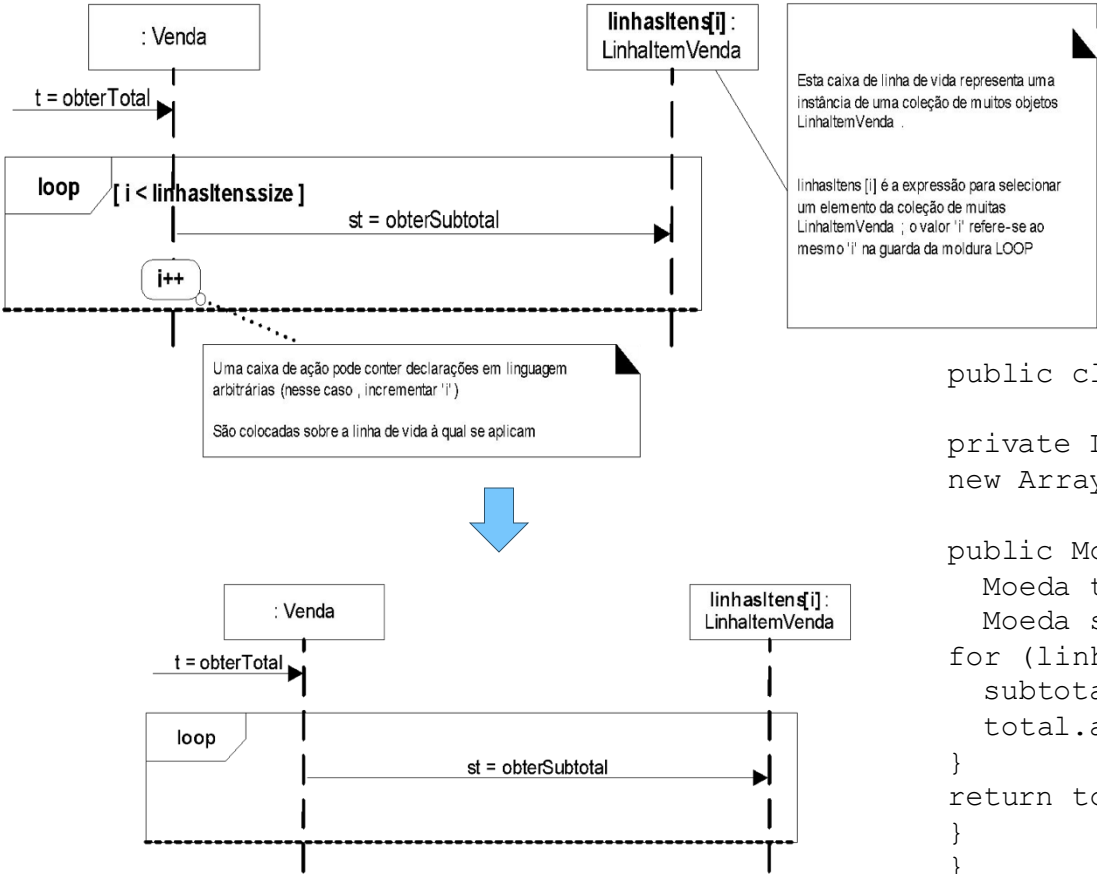 : Venda
linhasItens[i] :
LinhaItemVenda
t = obterTotal
loop
[ i < linhasItens.size ]
st = obterSubtotal
i++
Esta caixa de linha de vida representa uma
instância de uma coleção de muitos objetos
LinhaItemVenda .
linhasItens [i] é a expressão para selecionar
um elemento da coleção de muitas
LinhaItemVenda ; o valor 'i' refere-se ao
mesmo 'i' na guarda da moldura LOOP
Uma caixa de ação pode conter declarações em linguagem
arbitrárias (nesse caso , incrementar 'i' )
São colocadas sobre a linha de vida à qual se aplicam
: Venda
linhasItens[i] :
LinhaItemVenda
t = obterTotal
loop
st = obterSubtotal
public cl
private
new Array
public Mo
Moeda t
Moeda s
for (linh
subtota
total.a
}
return to
}
}